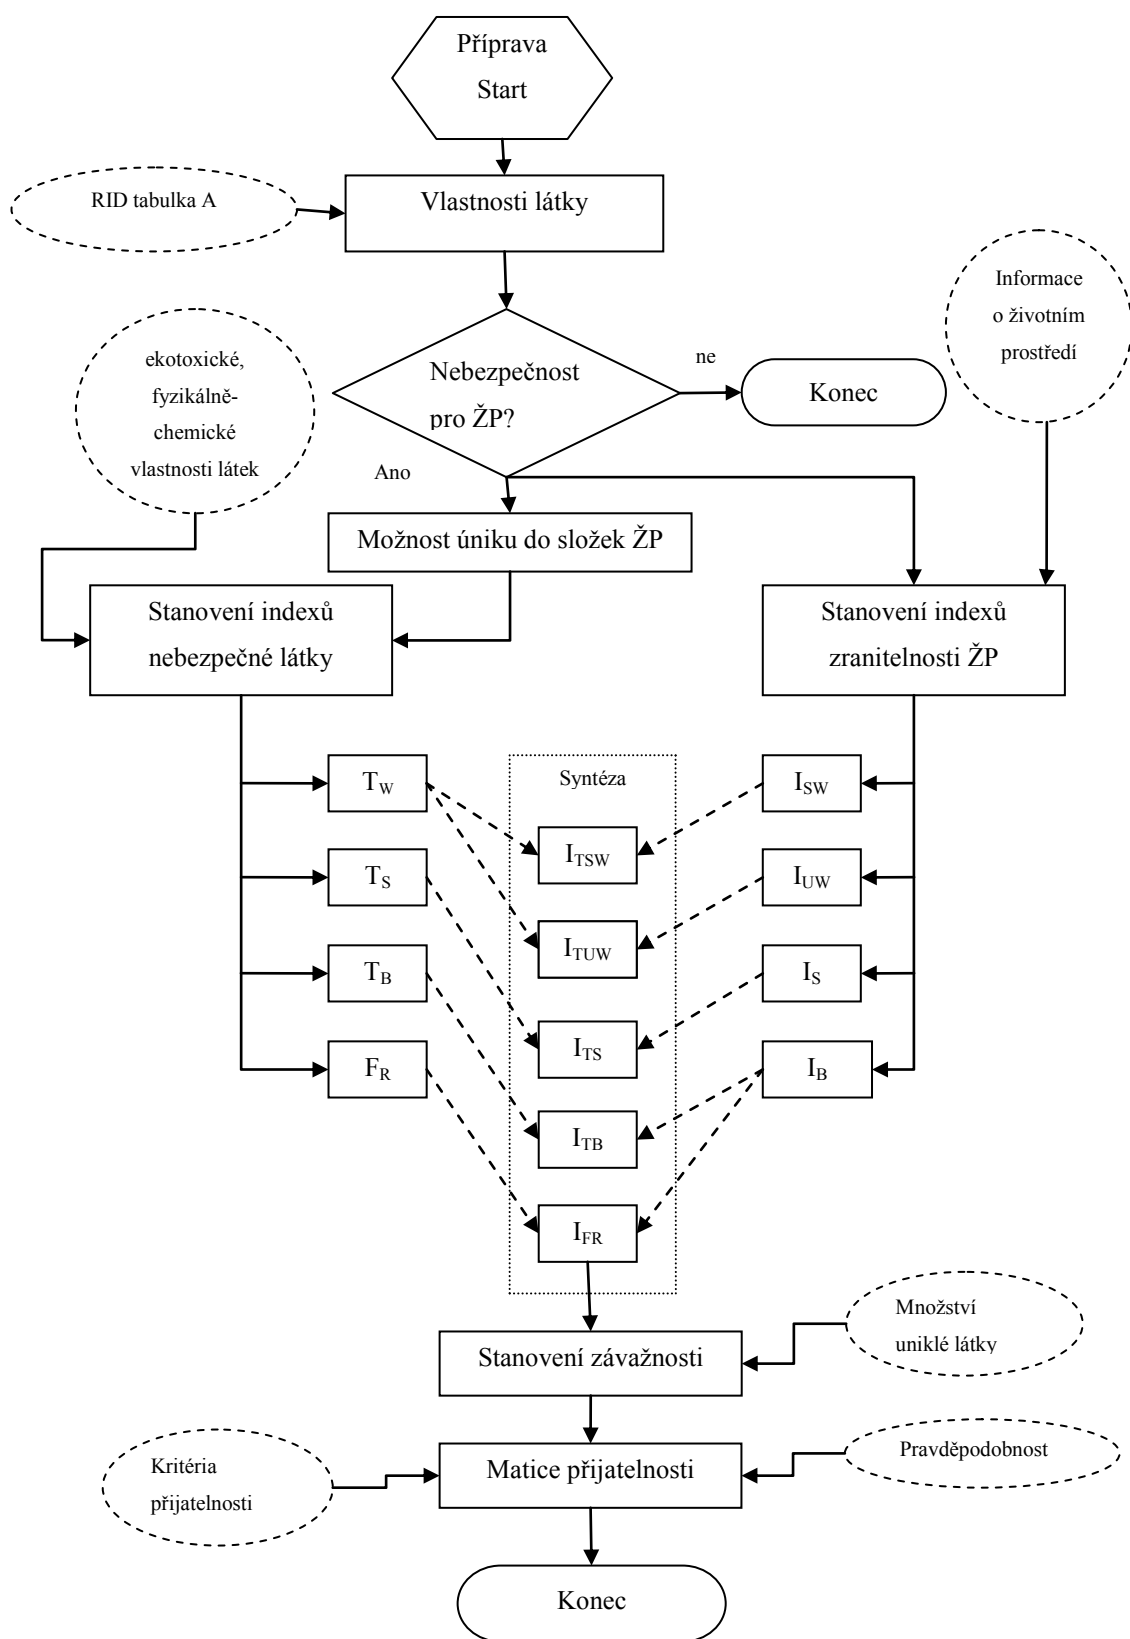 Příprava
Start
RID tabulka A
Vlastnosti látky
Informace
o životním
prostředí
ekotoxické,
fyzikálně-
chemické
vlastnosti látek
Nebezpečnost
pro ŽP?
ne
Konec
Ano
Možnost úniku do složek ŽP
Stanovení indexů
nebezpečné látky
Stanovení indexů
zranitelnosti ŽP
Syntéza
T_W
I_SW
I_TSW
T_S
I_UW
I_TUW
T_B
I_S
I_TS
F_R
I_B
I_TB
I_FR
Množství
uniklé látky
Stanovení závažnosti
Kritéria
přijatelnosti
Matice přijatelnosti
Pravděpodobnost
Konec